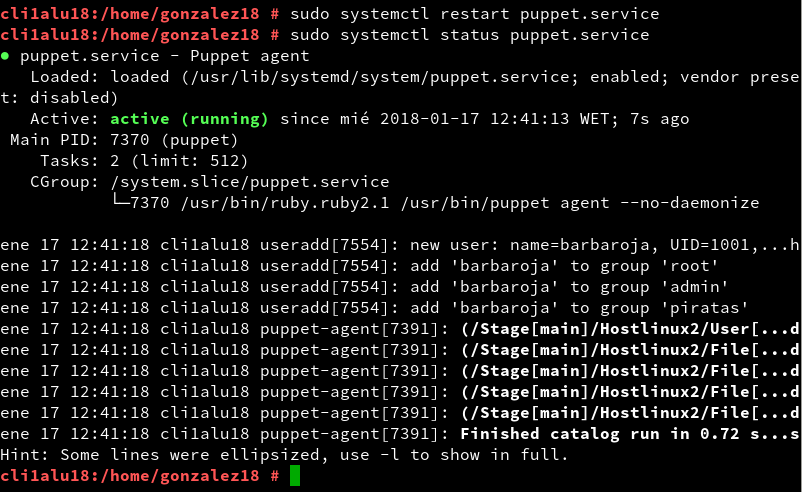 cli1alu18:/home/gonzalez18 # sudo systemctl restart puppet.service
cli1alu18:/home/gonzalez18 # sudo systemctl status puppet.service
● puppet.service - Puppet agent
   Loaded: loaded (/usr/lib/systemd/system/puppet.service; enabled; vendor prese
t: disabled)
   Active: active (running) since mié 2018-01-17 12:41:13 WET; 7s ago
 Main PID: 7370 (puppet)
    Tasks: 2 (limit: 512)
   CGroup: /system.slice/puppet.service
           └─7370 /usr/bin/ruby.ruby2.1 /usr/bin/puppet agent --no-daemonize

ene 17 12:41:18 cli1alu18 useradd[7554]: new user: name=barbaroja, UID=1001,...h
ene 17 12:41:18 cli1alu18 useradd[7554]: add 'barbaroja' to group 'root'
ene 17 12:41:18 cli1alu18 useradd[7554]: add 'barbaroja' to group 'admin'
ene 17 12:41:18 cli1alu18 useradd[7554]: add 'barbaroja' to group 'piratas'
ene 17 12:41:18 cli1alu18 puppet-agent[7391]: (/Stage[main]/Hostlinux2/User[...d
ene 17 12:41:18 cli1alu18 puppet-agent[7391]: (/Stage[main]/Hostlinux2/File[...d
ene 17 12:41:18 cli1alu18 puppet-agent[7391]: (/Stage[main]/Hostlinux2/File[...d
ene 17 12:41:18 cli1alu18 puppet-agent[7391]: (/Stage[main]/Hostlinux2/File[...d
ene 17 12:41:18 cli1alu18 puppet-agent[7391]: (/Stage[main]/Hostlinux2/File[...d
ene 17 12:41:18 cli1alu18 puppet-agent[7391]: Finished catalog run in 0.72 s...s
Hint: Some lines were ellipsized, use -l to show in full.
cli1alu18:/home/gonzalez18 #